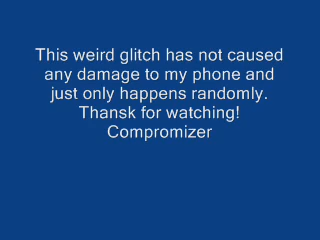 This weird glitch has not caused
any damage to my phone and
just only happens randomly.
Thansk for watching!
Compromizer